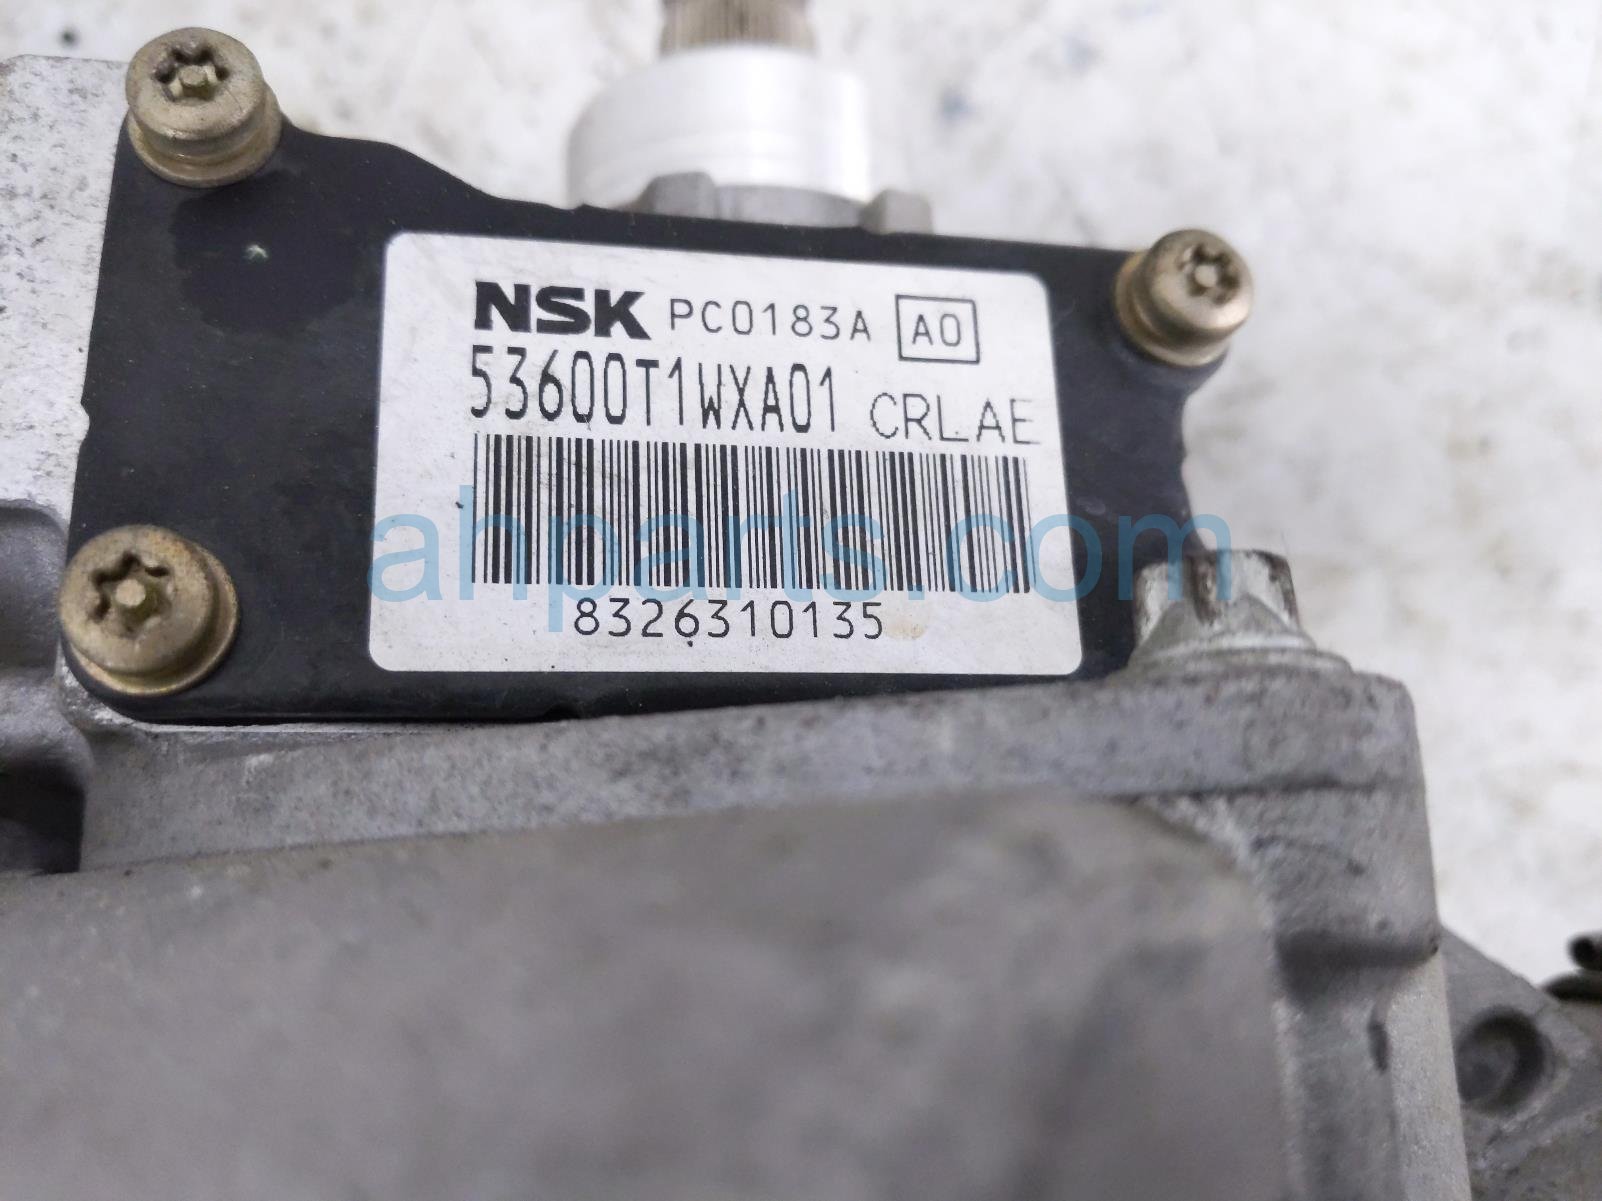 NSK PC0183A A0
53600T1WXA01 CRLAE
ahparts.com
8326310135